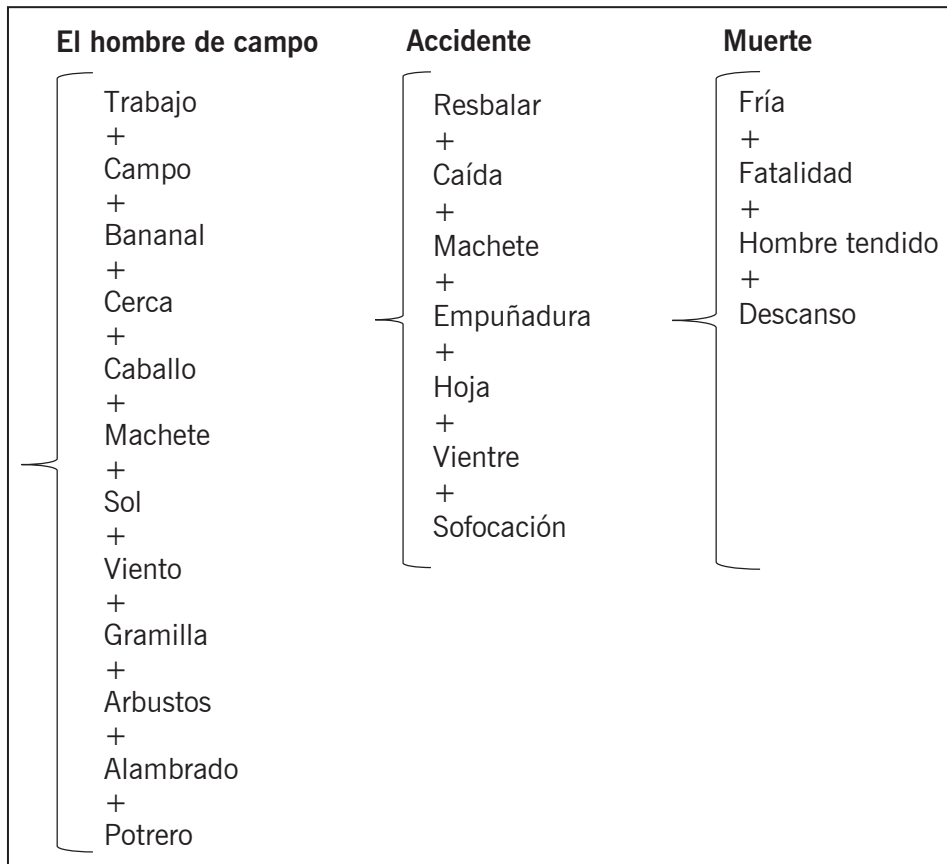 El hombre de campo
Trabajo
+
Campo
+
Bananal
+
Cerca
+
Caballo
+
Machete
+
Sol
+
Viento
+
Gramilla
+
Arbustos
+
Alambrado
+
Potrero
Accidente
Resbalar
+
Caída
+
Machete
+
Empuñadura
+
Hoja
+
Vientre
+
Sofocación
Muerte
Fría
+
Fatalidad
+
Hombre tendido
+
Descanso